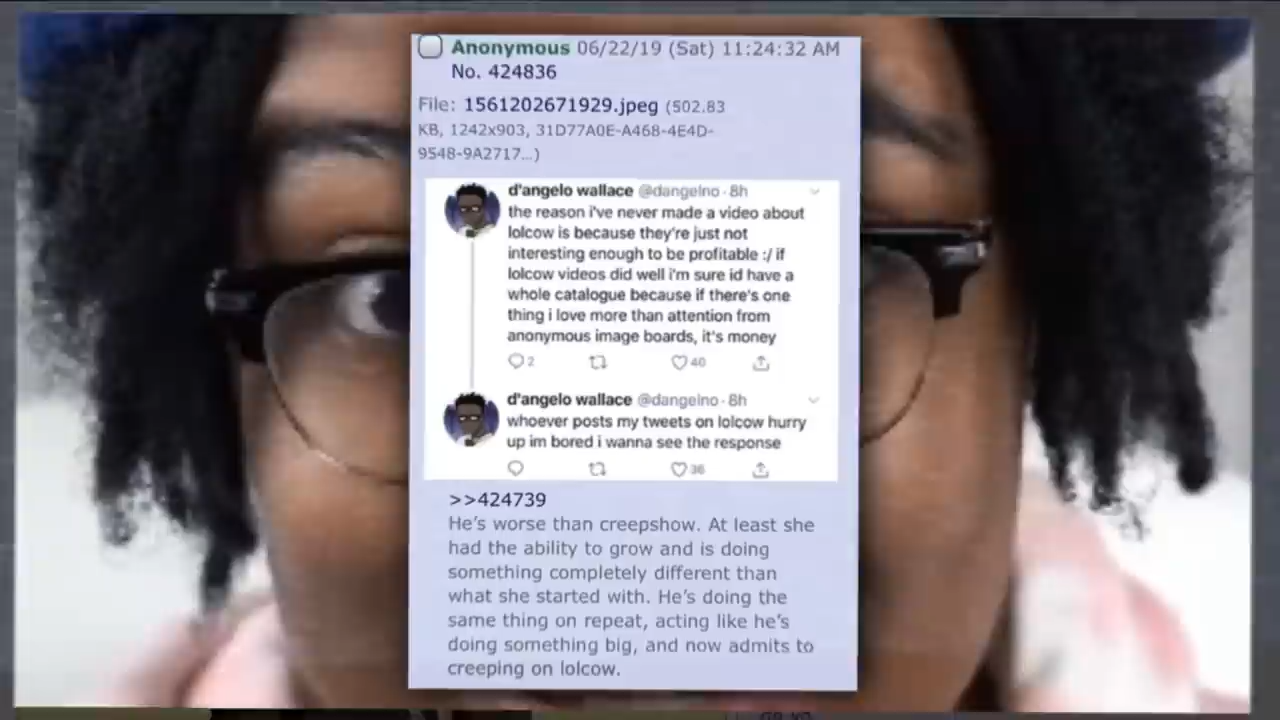 Anonymous 06/22/19 (Sat) 11:24:32 AM
No. 424836
File: 1561202671929.jpeg (502.83
KB, 1242x903, 31D77A0E-A468-4E4D-
9548-9A2717...)
d'angelo wallace @dangelno · 8h
the reason i've never made a video about
lolcow is because they're just not
interesting enough to be profitable :/ if
lolcow videos did well i'm sure id have a
whole catalogue because if there's one
thing i love more than attention from
anonymous image boards, it's money
2 40
d'angelo wallace @dangelno · 8h
whoever posts my tweets on lolcow hurry
up im bored i wanna see the response
36
>>424739
He's worse than creepshow. At least she
had the ability to grow and is doing
something completely different than
what she started with. He's doing the
same thing on repeat, acting like he's
doing something big, and now admits to
creeping on lolcow.